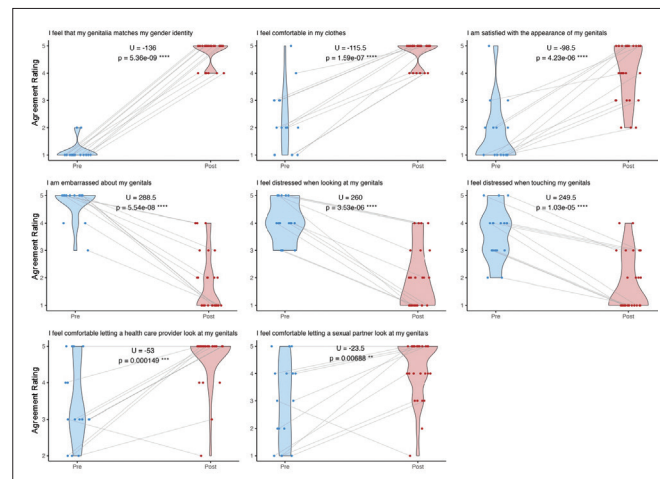 I feel that my genitalia matches my gender identity
U = -136
p = 5.36e-09 ****
Agreement Rating
5
4
3
2
1
Pre
Post
I feel comfortable in my clothes
U = -115.5
p = 1.59e-07 ****
5
4
3
2
1
Pre
Post
I am satisfied with the appearance of my genitals
U = -98.5
p = 4.23e-06 ****
5
4
3
2
1
Pre
Post
I am embarrassed about my genitals
U = 288.5
p = 5.54e-08 ****
Agreement Rating
5
4
3
2
1
Pre
Post
I feel distressed when looking at my genitals
U = 260
p = 3.53e-06 ****
5
4
3
2
1
Pre
Post
I feel distressed when touching my genitals
U = 249.5
p = 1.03e-05 ****
5
4
3
2
1
Pre
Post
I feel comfortable letting a health care provider look at my genitals
U = -53
p = 0.000149 ***
Agreement Rating
5
4
3
2
Pre
Post
I feel comfortable letting a sexual partner look at my genitals
U = -23.5
p = 0.00688 **
5
4
3
2
1
Pre
Post